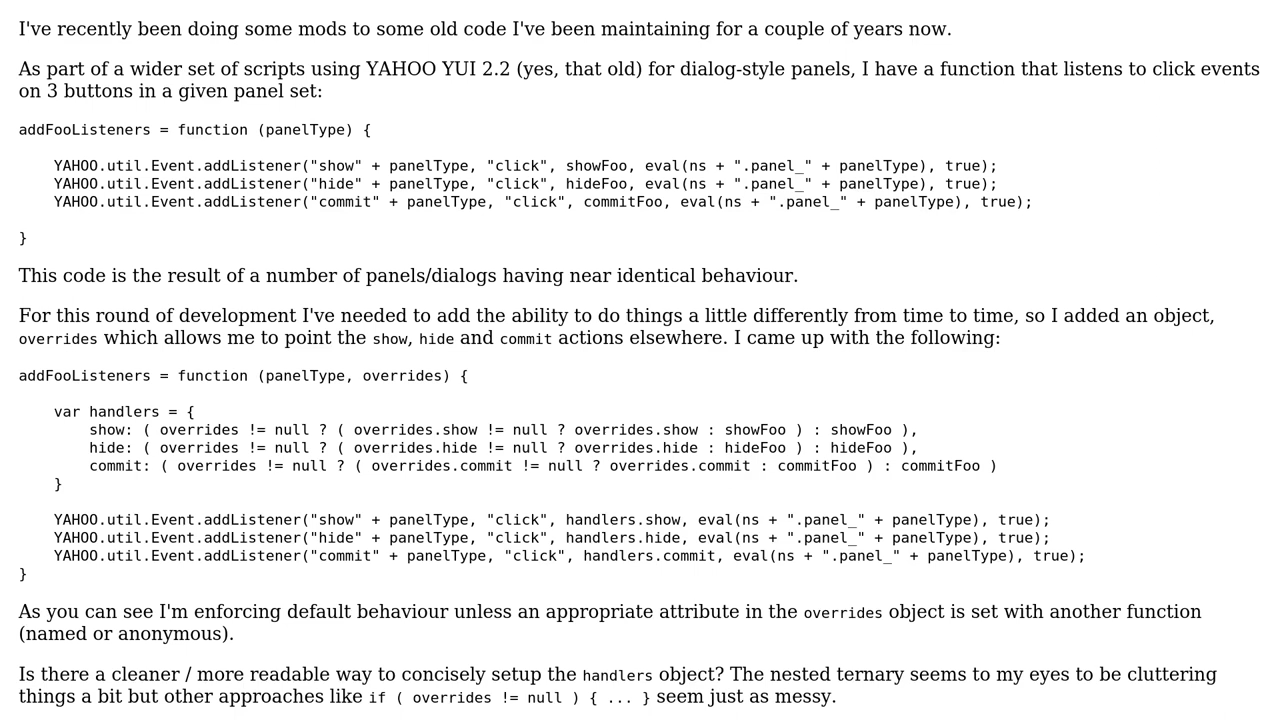 I've recently been doing some mods to some old code I've been maintaining for a couple of years now.
As part of a wider set of scripts using YAHOO YUI 2.2 (yes, that old) for dialog-style panels, I have a function that listens to click events
on 3 buttons in a given panel set:
addFooListeners = function (panelType) {
    YAHOO.util.Event.addListener("show" + panelType, "click", showFoo, eval(ns + ".panel_" + panelType), true);
    YAHOO.util.Event.addListener("hide" + panelType, "click", hideFoo, eval(ns + ".panel_" + panelType), true);
    YAHOO.util.Event.addListener("commit" + panelType, "click", commitFoo, eval(ns + ".panel_" + panelType), true);
}
This code is the result of a number of panels/dialogs having near identical behaviour.
For this round of development I've needed to add the ability to do things a little differently from time to time, so I added an object,
overrides which allows me to point the show, hide and commit actions elsewhere. I came up with the following:
addFooListeners = function (panelType, overrides) {
    var handlers = {
        show: ( overrides != null ? ( overrides.show != null ? overrides.show : showFoo ) : showFoo ),
        hide: ( overrides != null ? ( overrides.hide != null ? overrides.hide : hideFoo ) : hideFoo ),
        commit: ( overrides != null ? ( overrides.commit != null ? overrides.commit : commitFoo ) : commitFoo )
    }
    YAHOO.util.Event.addListener("show" + panelType, "click", handlers.show, eval(ns + ".panel_" + panelType), true);
    YAHOO.util.Event.addListener("hide" + panelType, "click", handlers.hide, eval(ns + ".panel_" + panelType), true);
    YAHOO.util.Event.addListener("commit" + panelType, "click", handlers.commit, eval(ns + ".panel_" + panelType), true);
}
As you can see I'm enforcing default behaviour unless an appropriate attribute in the overrides object is set with another function
(named or anonymous).
Is there a cleaner / more readable way to concisely setup the handlers object? The nested ternary seems to my eyes to be cluttering
things a bit but other approaches like if ( overrides != null ) { ... } seem just as messy.